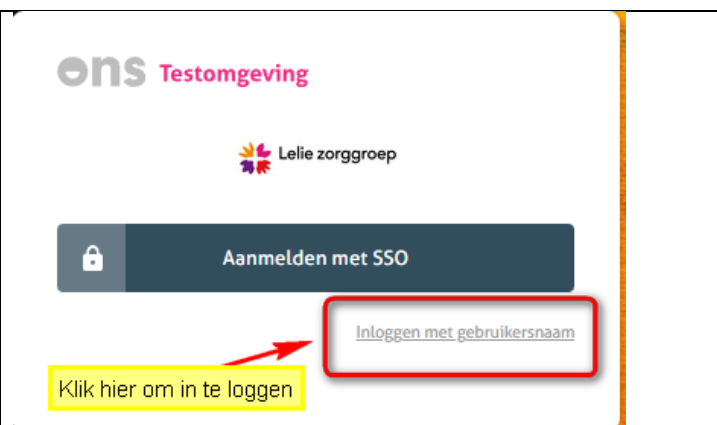 ons Testomgeving
Lelie zorggroep
Aanmelden met SSO
Inloggen met gebruikersnaam
Klik hier om in te loggen